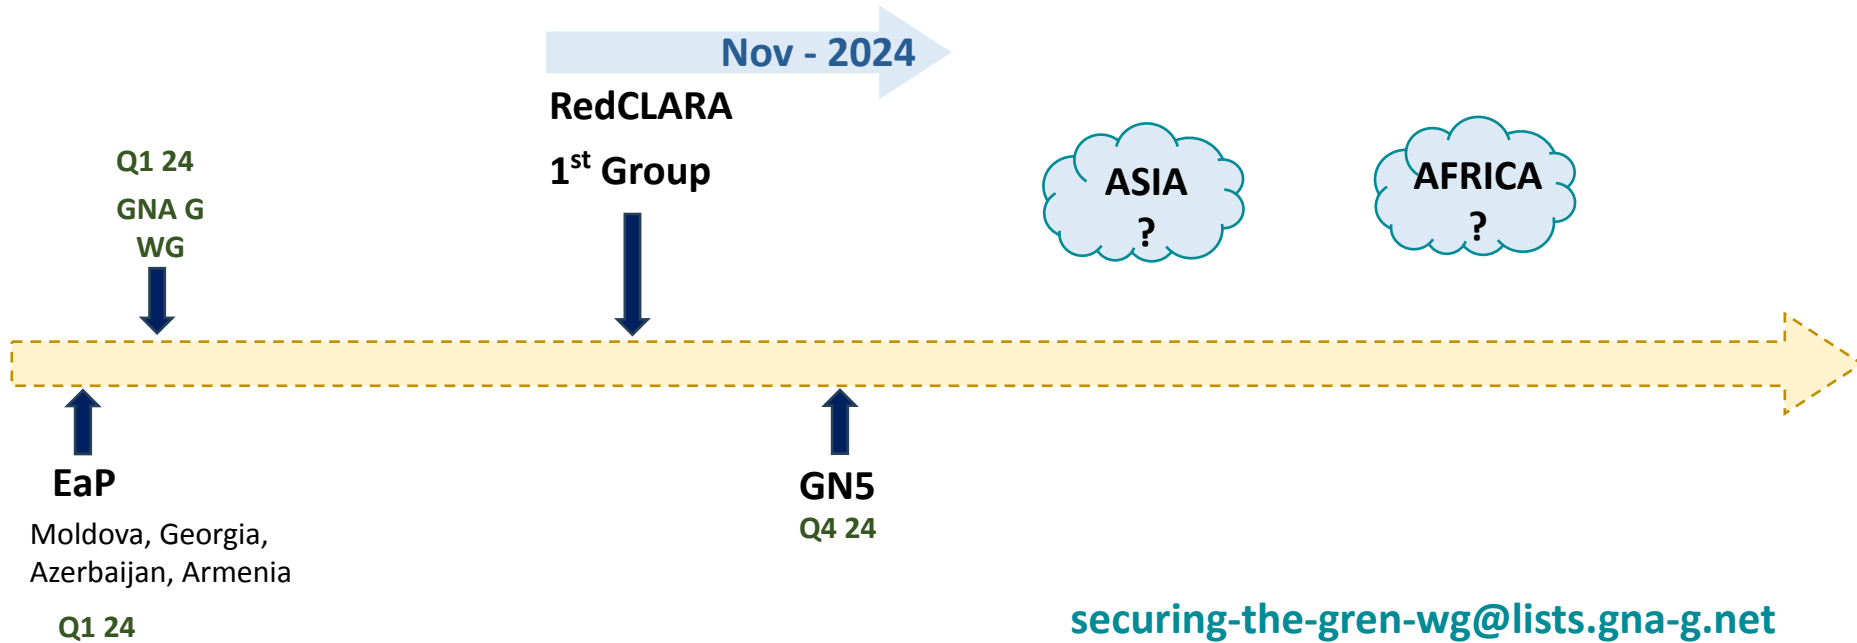 Nov - 2024
RedCLARA
1st Group
Q1 24
GNA G
WG
ASIA
?
AFRICA
?
EaP
Moldova, Georgia,
Azerbaijan, Armenia
Q1 24
GN5
Q4 24
securing-the-gren-wg@lists.gna-g.net